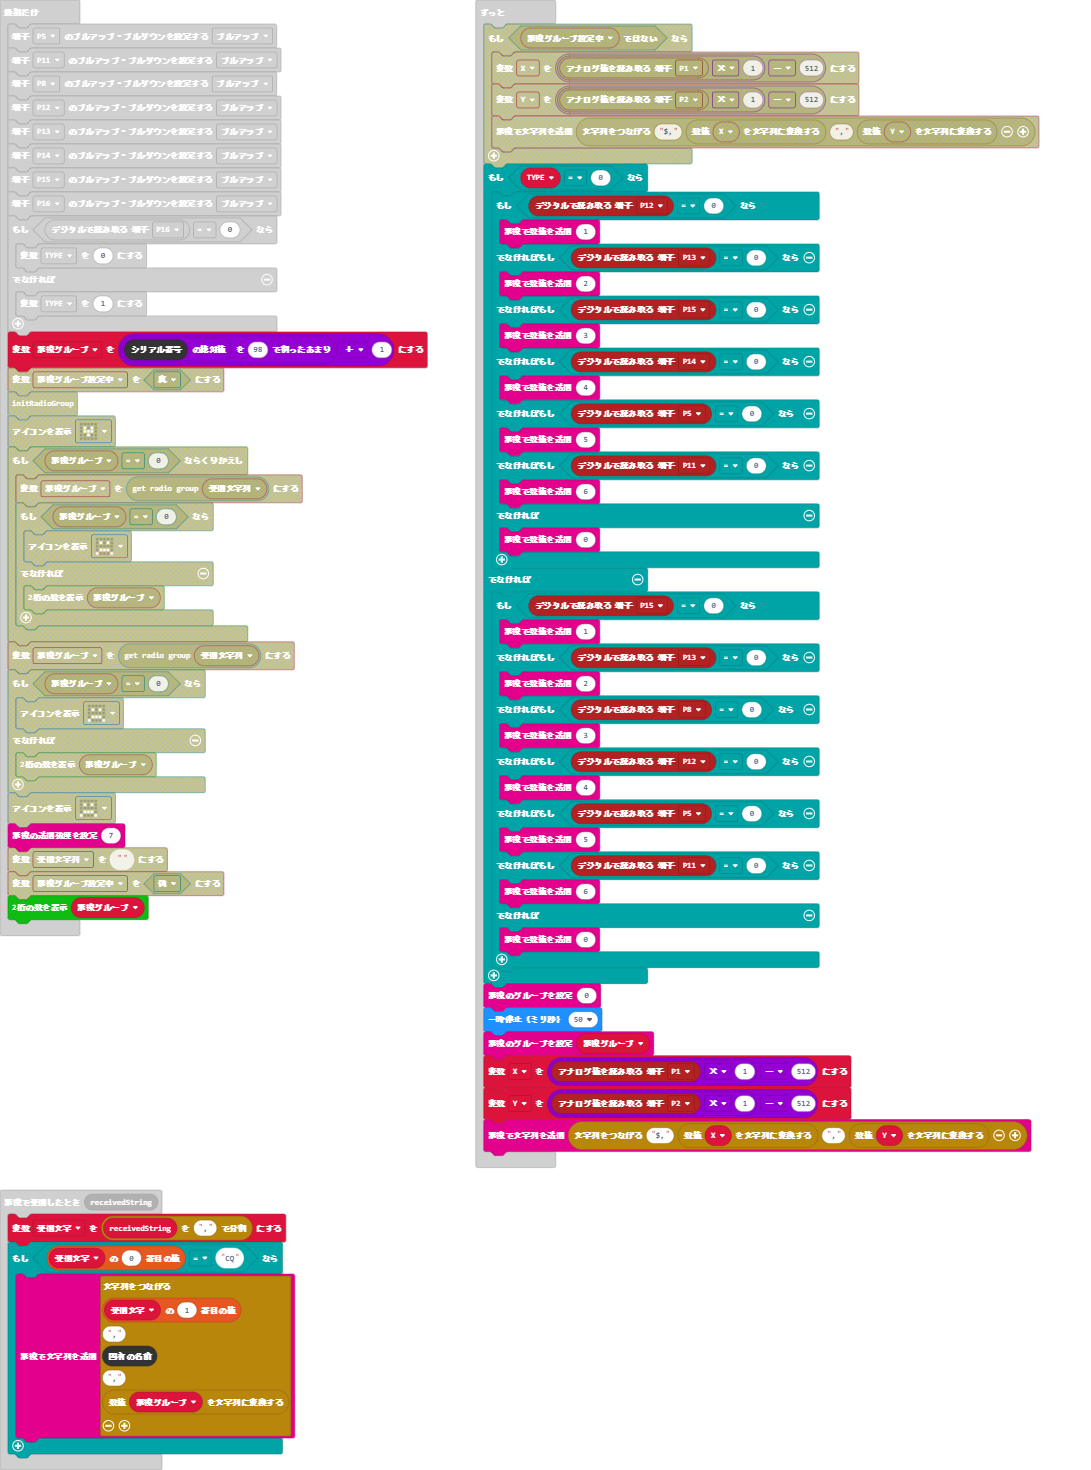 最初だけ
端子 P5 のプルアップ・プルダウンを設定する プルアップ
端子 P11 のプルアップ・プルダウンを設定する プルアップ
端子 P8 のプルアップ・プルダウンを設定する プルアップ
端子 P12 のプルアップ・プルダウンを設定する プルアップ
端子 P13 のプルアップ・プルダウンを設定する プルアップ
端子 P14 のプルアップ・プルダウンを設定する プルアップ
端子 P15 のプルアップ・プルダウンを設定する プルアップ
端子 P16 のプルアップ・プルダウンを設定する プルアップ
もし デジタルで読み取る 端子 P16 = 0 なら
変数 TYPE を 0 にする
でなければ
変数 TYPE を 1 にする
変数 無線グループ を シリアル番号 の絶対値 を 98 で割ったあまり + 1 にする
変数 無線グループ設定中 を 真 にする
initRadioGroup
アイコンを表示
もし 無線グループ = 0 ならくりかえし
変数 無線グループ を get radio group 受信文字列 にする
もし 無線グループ = 0 なら
アイコンを表示
でなければ
2桁の数を表示 無線グループ
変数 無線グループ を get radio group 受信文字列 にする
もし 無線グループ = 0 なら
アイコンを表示
でなければ
2桁の数を表示 無線グループ
アイコンを表示
無線の送信強度を設定 7
変数 受信文字列 を "" にする
変数 無線グループ設定中 を 偽 にする
2桁の数を表示 無線グループ
ずっと
もし 無線グループ設定中 ではない なら
変数 X を アナログ値を読み取る 端子 P1 × 1 - 512 にする
変数 Y を アナログ値を読み取る 端子 P2 × 1 - 512 にする
無線で文字列を送信 文字列をつなげる "$," 数値 X を文字列に変換する "," 数値 Y を文字列に変換する
もし TYPE = 0 なら
もし デジタルで読み取る 端子 P12 = 0 なら
無線で数値を送信 1
でなければもし デジタルで読み取る 端子 P13 = 0 なら
無線で数値を送信 2
でなければもし デジタルで読み取る 端子 P15 = 0 なら
無線で数値を送信 3
でなければもし デジタルで読み取る 端子 P14 = 0 なら
無線で数値を送信 4
でなければもし デジタルで読み取る 端子 P5 = 0 なら
無線で数値を送信 5
でなければもし デジタルで読み取る 端子 P11 = 0 なら
無線で数値を送信 6
でなければ
無線で数値を送信 0
でなければ
もし デジタルで読み取る 端子 P15 = 0 なら
無線で数値を送信 1
でなければもし デジタルで読み取る 端子 P13 = 0 なら
無線で数値を送信 2
でなければもし デジタルで読み取る 端子 P8 = 0 なら
無線で数値を送信 3
でなければもし デジタルで読み取る 端子 P12 = 0 なら
無線で数値を送信 4
でなければもし デジタルで読み取る 端子 P5 = 0 なら
無線で数値を送信 5
でなければもし デジタルで読み取る 端子 P11 = 0 なら
無線で数値を送信 6
でなければ
無線で数値を送信 0
無線のグループを設定 0
一時停止（ミリ秒） 50
無線のグループを設定 無線グループ
変数 X を アナログ値を読み取る 端子 P1 × 1 - 512 にする
変数 Y を アナログ値を読み取る 端子 P2 × 1 - 512 にする
無線で文字列を送信 文字列をつなげる "$," 数値 X を文字列に変換する "," 数値 Y を文字列に変換する
無線で受信したとき receivedString
変数 受信文字 を receivedString を "," で分割 にする
もし 受信文字 の 0 番目の値 = "CQ" なら
文字列をつなげる
受信文字 の 1 番目の値
","
無線で文字列を送信 固有の名前
","
数値 無線グループ を文字列に変換する